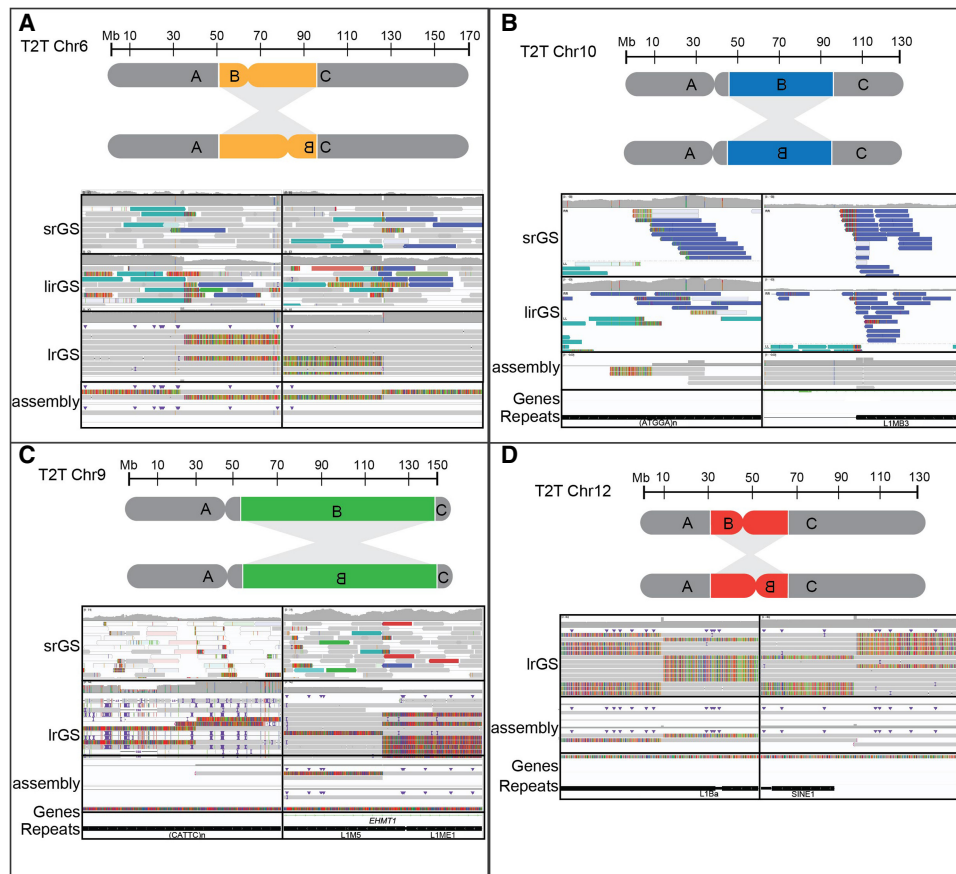 A
T2T Chr6
Mb 10 30 50 70 90 110 130 150 170
A B C
A B C
srGS
lirGS
lrGS
assembly
B
T2T Chr10
Mb 10 30 50 70 90 110 130
A B C
A B C
srGS
lirGS
assembly
Genes
Repeats
(ATGGA)n
L1MB3
C
T2T Chr9
Mb 10 30 50 70 90 110 130 150
A B C
A B C
srGS
lrGS
assembly
Genes
EHMT1
Repeats
(CATTC)n
L1M5
L1ME1
D
T2T Chr12
Mb 10 30 50 70 90 110 130
A B C
A B C
lrGS
assembly
Genes
Repeats
L1Ba
SINE1